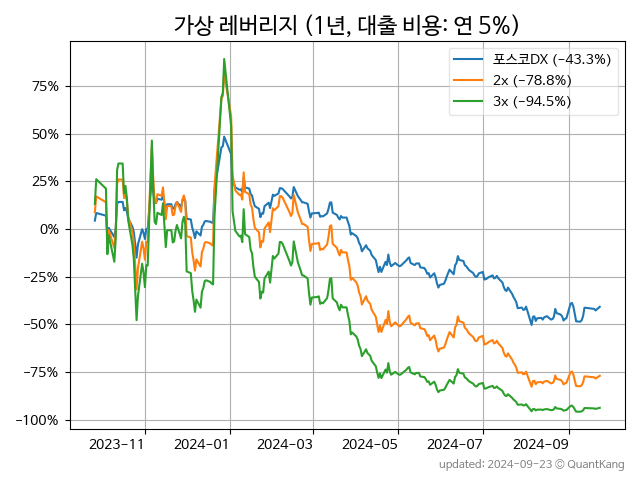 가상 레버리지 (1년, 대출 비용: 연 5%)
포스코DX (-43.3%)
2x (-78.8%)
3x (-94.5%)
75%
50%
25%
0%
−25%
−50%
−75%
−100%
2023-11
2024-01
2024-03
2024-05
2024-07
2024-09
updated: 2024-09-23 © QuantKang